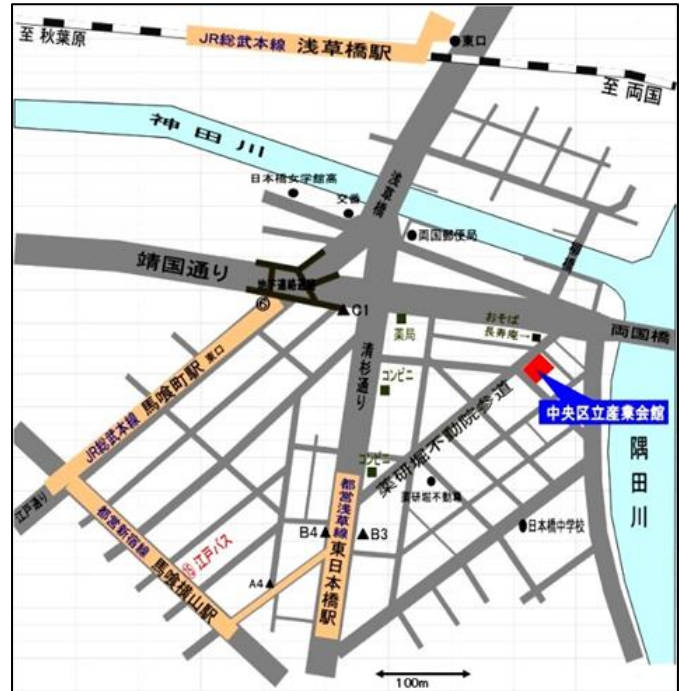 JR総武本線 浅草橋駅
東口
至 秋葉原
至 両国
神田川
日本橋女学館高
交番
浅草橋
両国郵便局
柳橋
靖国通り
地下連絡通路
⑥
C1
薬局
おそば
長寿庵→
両国橋
清杉通り
コンビニ
JR総武本線 馬喰町駅 東口
中央区立産業会館
薬研堀不動院参道
コンビニ
隅田川
薬研堀不動尊
江戸通り
都営新宿線 馬喰横山駅
江戸バス
都営浅草線 東日本橋駅
B4
B3
日本橋中学校
A4
100m